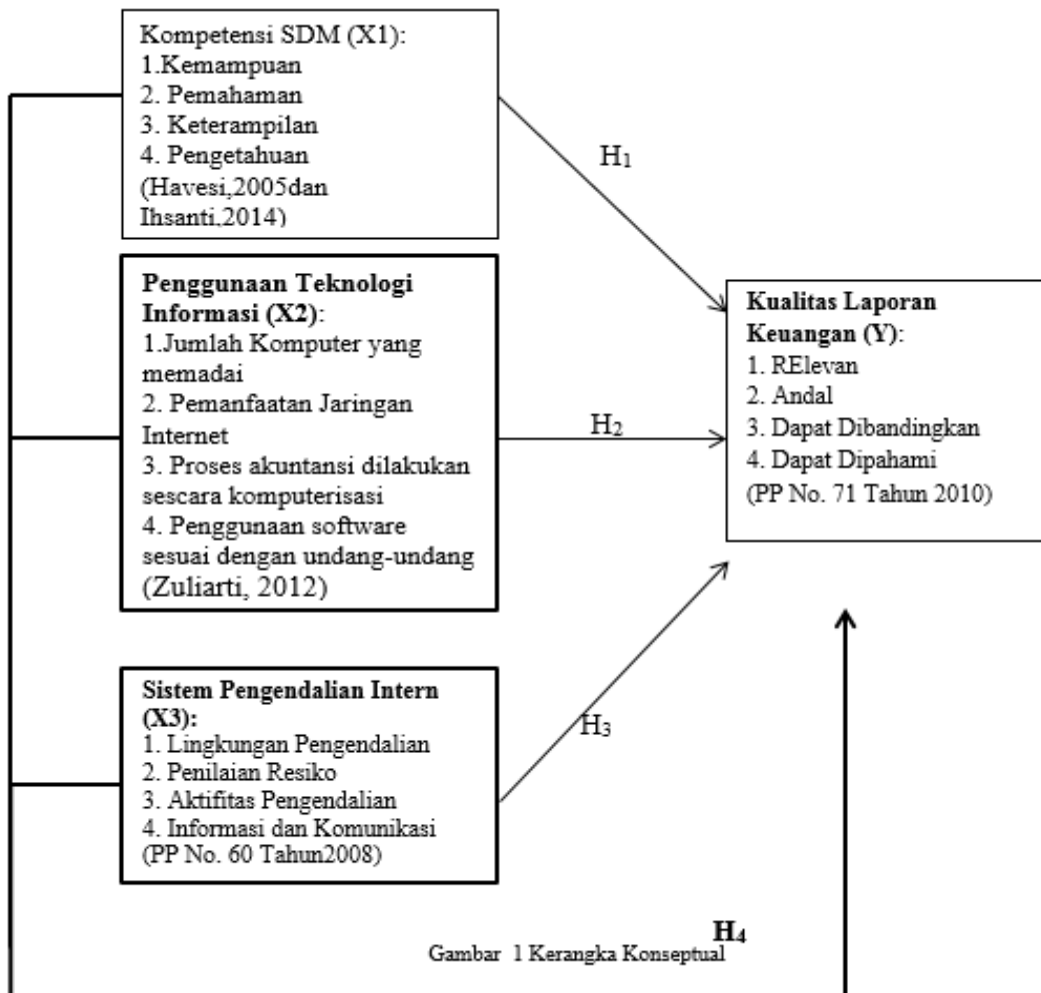 Kompetensi SDM (X1):
1.Kemampuan
2. Pemahaman
3. Keterampilan
4. Pengetahuan
(Havesi,2005dan
Ihsanti,2014)
H1
Penggunaan Teknologi
Informasi (X2):
1.Jumlah Komputer yang
memadai
2. Pemanfaatan Jaringan
Internet
3. Proses akuntansi dilakukan
sescara komputerisasi
4. Penggunaan software
sesuai dengan undang-undang
(Zuliarti, 2012)
H2
Kualitas Laporan
Keuangan (Y):
1. RElevan
2. Andal
3. Dapat Dibandingkan
4. Dapat Dipahami
(PP No. 71 Tahun 2010)
Sistem Pengendalian Intern
(X3):
1. Lingkungan Pengendalian
2. Penilaian Resiko
3. Aktifitas Pengendalian
4. Informasi dan Komunikasi
(PP No. 60 Tahun2008)
H3
H4
Gambar 1 Kerangka Konseptual